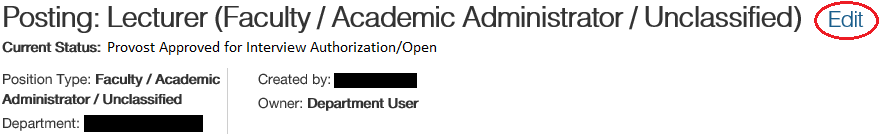 Posting: Lecturer (Faculty / Academic Administrator / Unclassified) Edit
Current Status: Provost Approved for Interview Authorization/Open
Position Type: Faculty / Academic
Administrator / Unclassified
Department:
Created by:
Owner: Department User